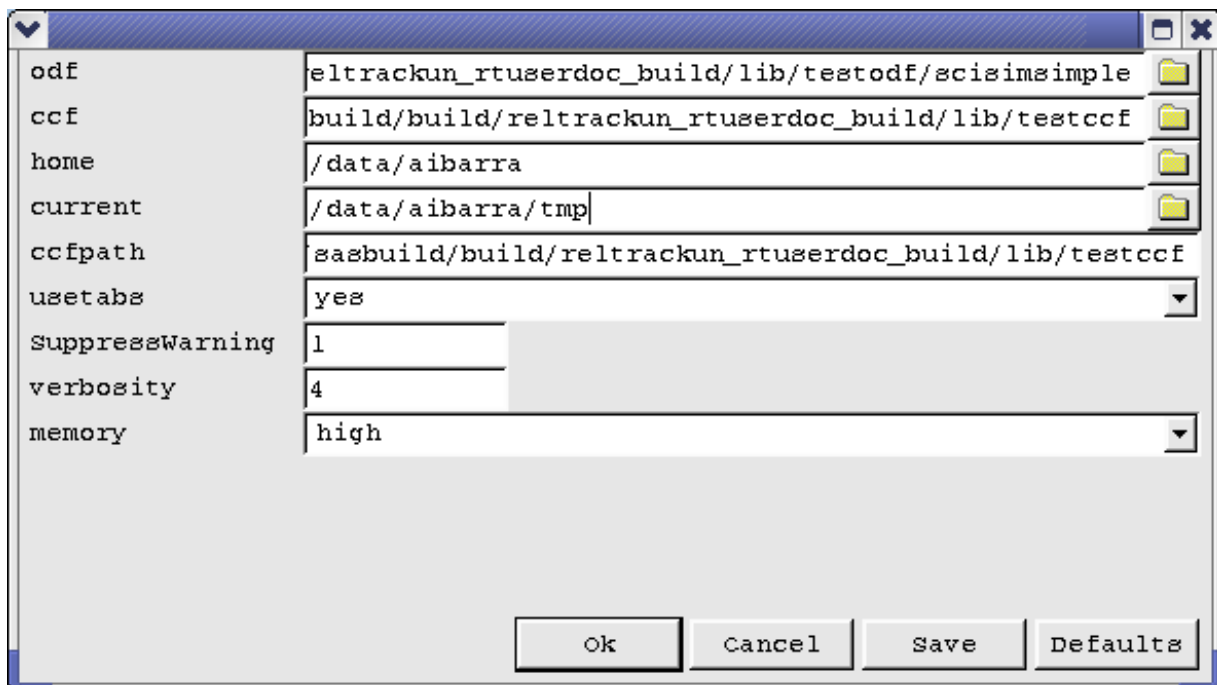 odf eltrackun_rtuserdoc_build/lib/testodf/scisimsimple
ccf build/build/reltrackun_rtuserdoc_build/lib/testccf
home /data/aibarra
current /data/aibarra/tmp
ccfpath sasbuild/build/reltrackun_rtuserdoc_build/lib/testccf
usetabs yes
SuppressWarning 1
verbosity 4
memory high
Ok Cancel Save Defaults